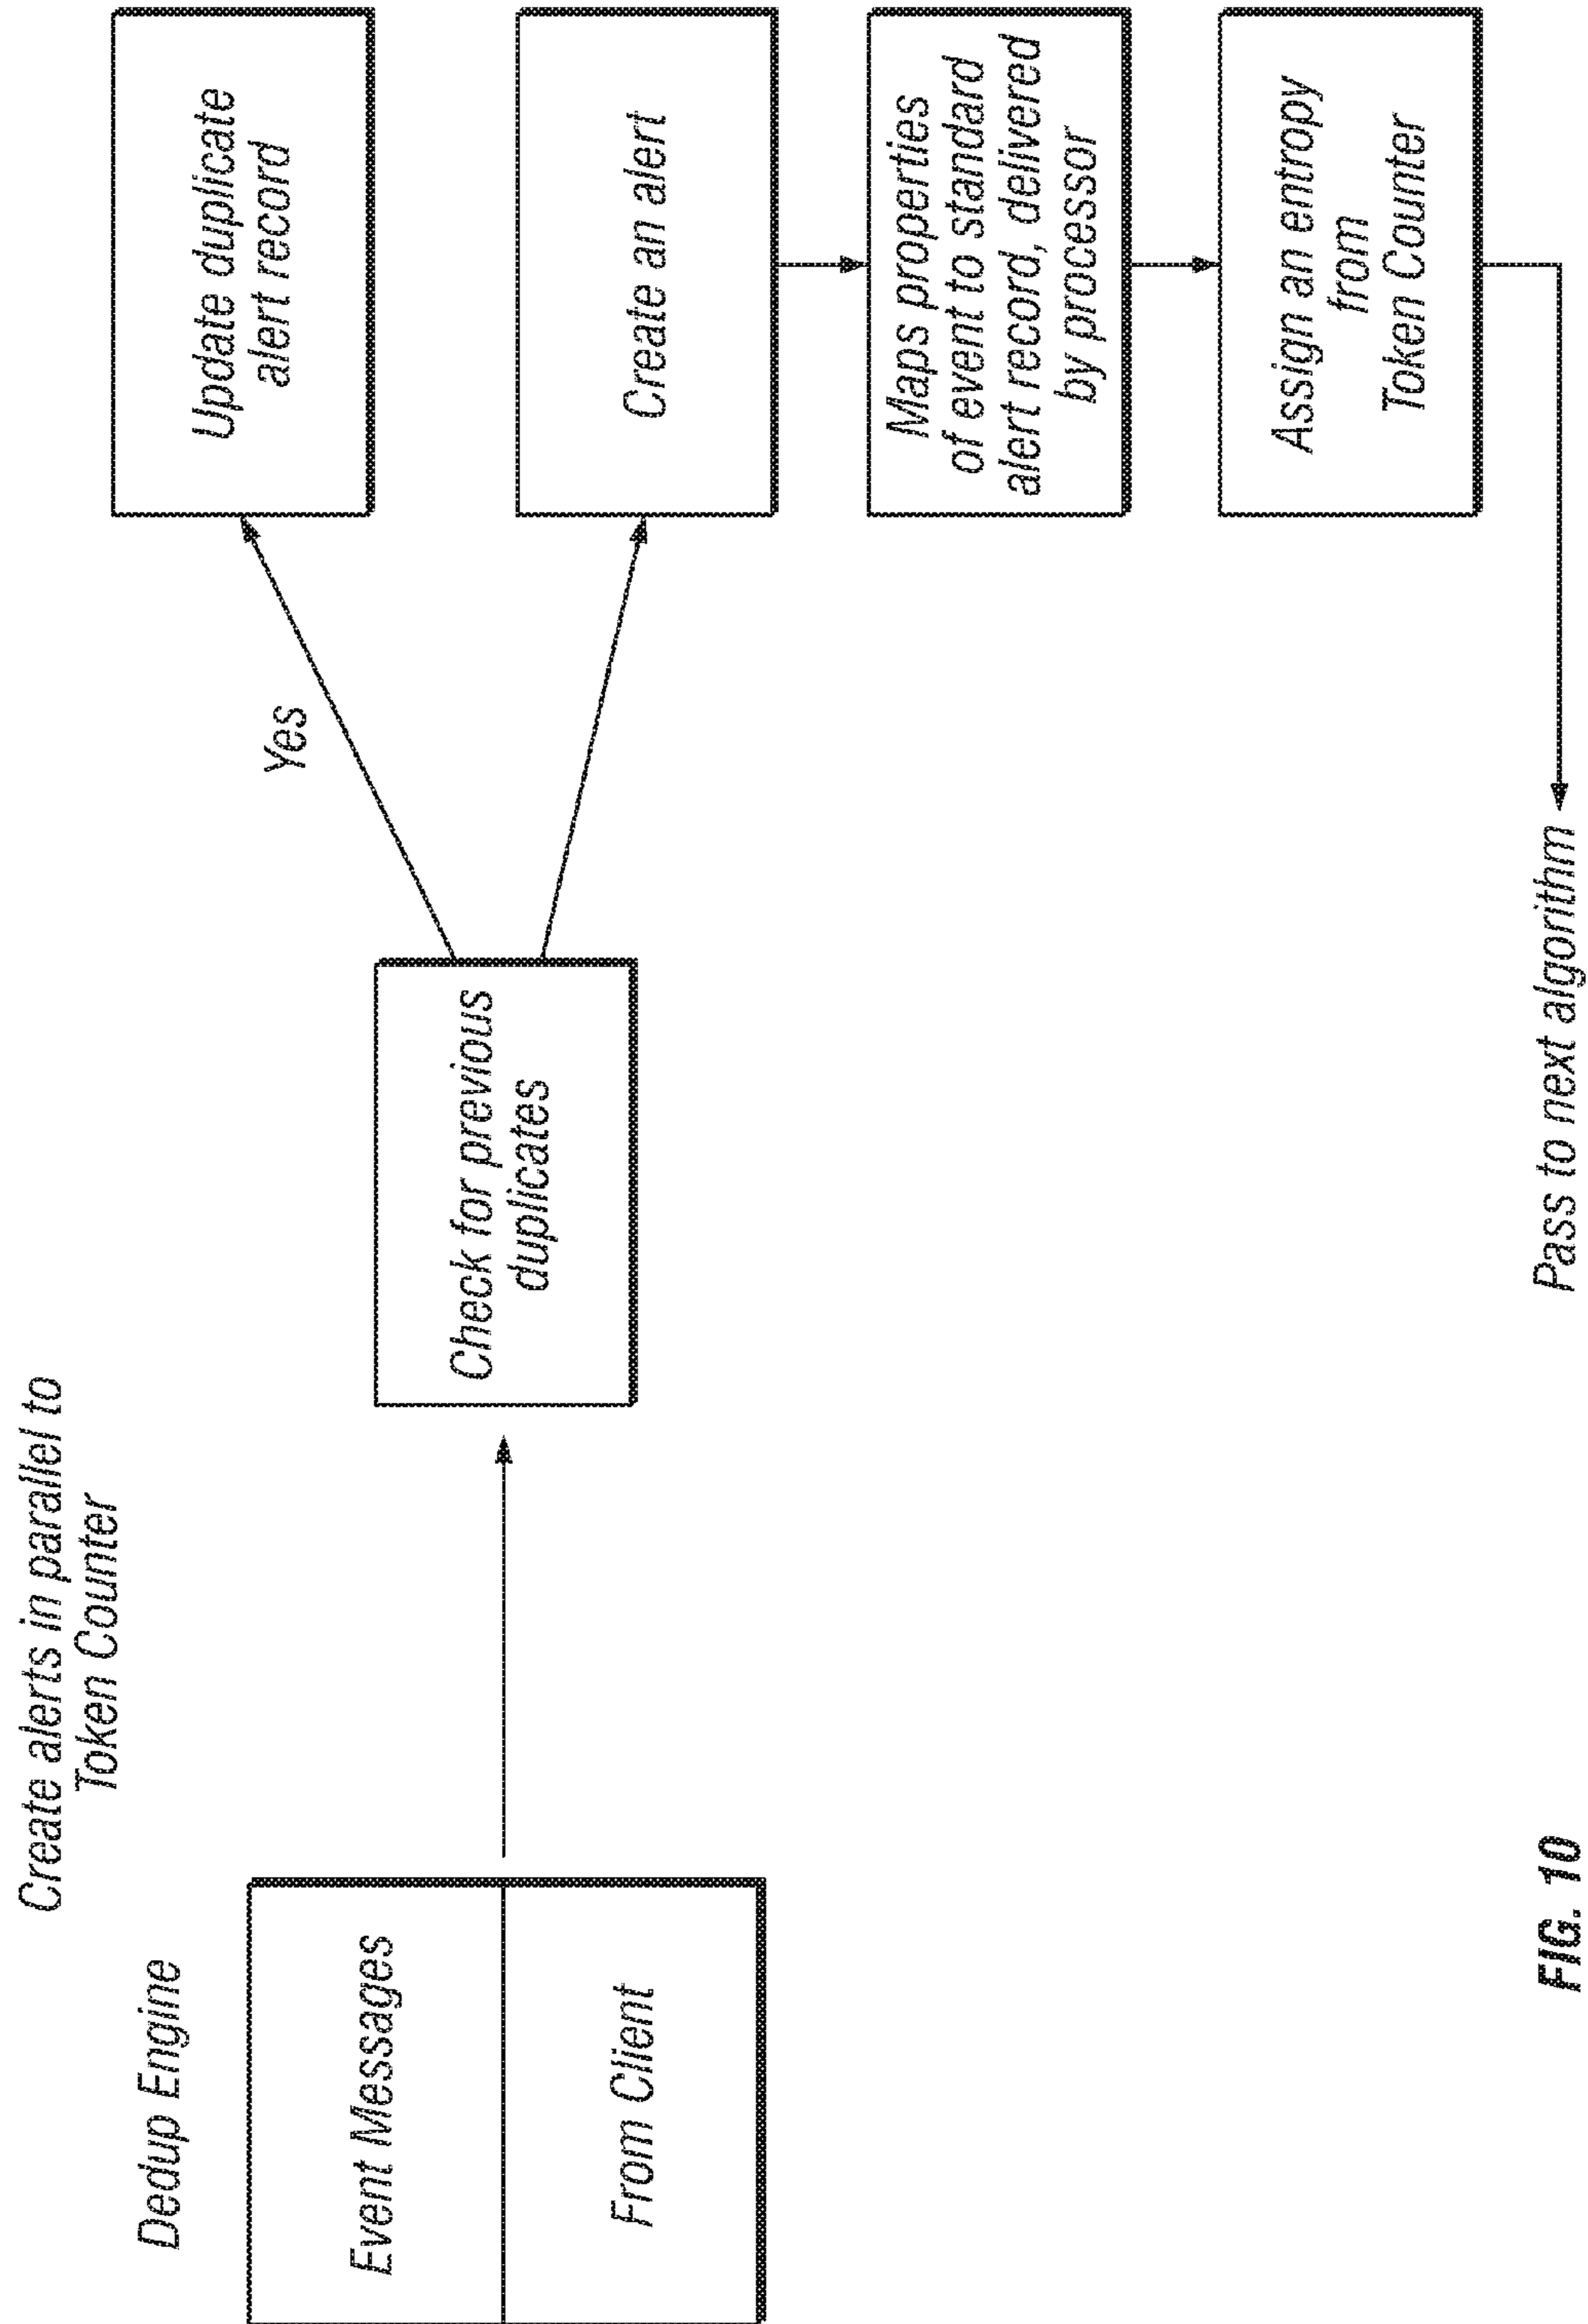 Create alerts in parallel to
Token Counter
Dedup Engine
Event Messages
From Client
Check for previous
duplicates
Yes
Update duplicate
alert record
Create an alert
Maps properties
of event to standard
alert record, delivered
by processor
Assign an entropy
from
Token Counter
Pass to next algorithm
FIG. 10